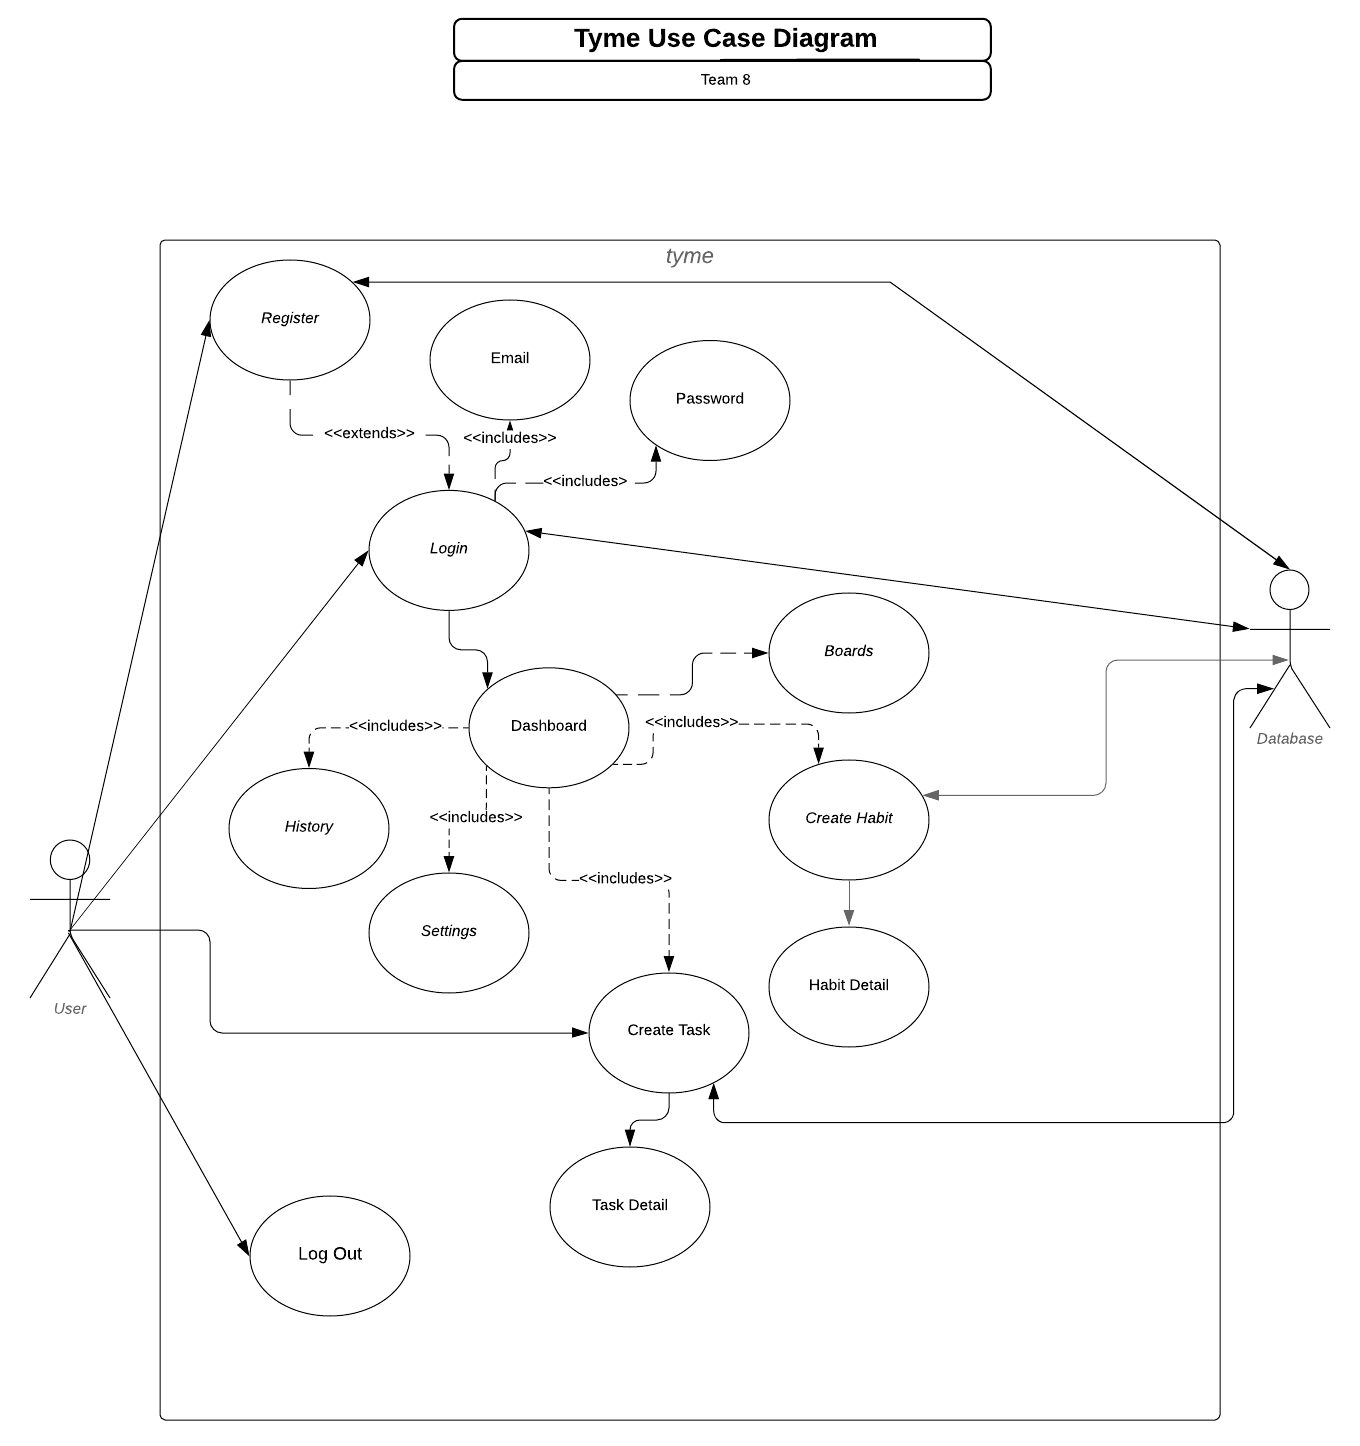 Tyme Use Case Diagram
Team 8
tyme
Register
Email
Password
<<extends>>
<<includes>>
<<includes>
Login
Boards
Dashboard
<<includes>>
<<includes>>
Database
<<includes>>
Create Habit
History
<<includes>>
Settings
Habit Detail
User
Create Task
Task Detail
Log Out